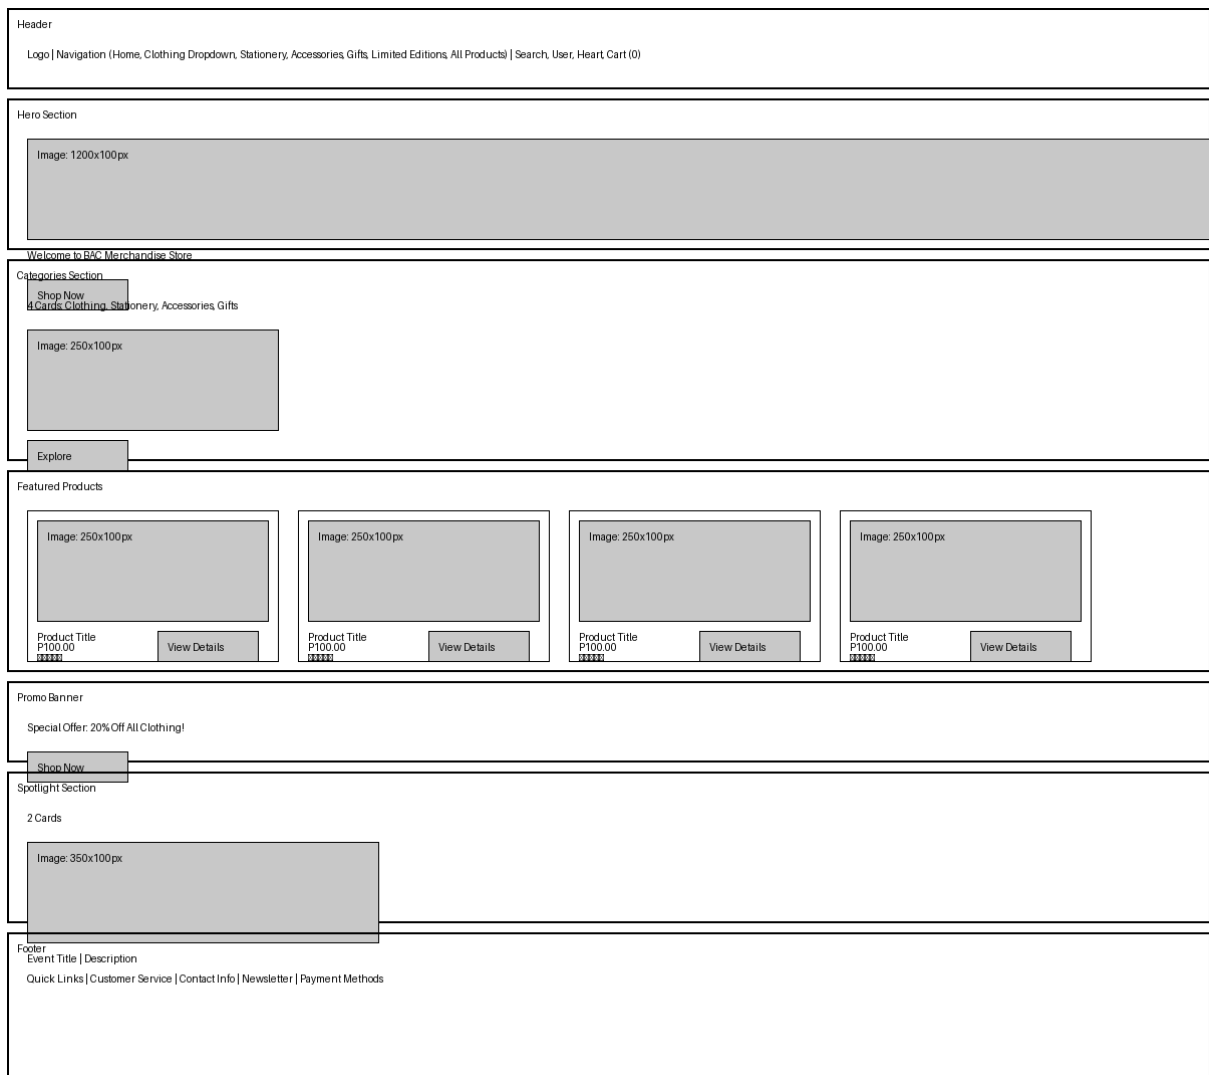 Header
Logo | Navigation (Home, Clothing Dropdown, Stationery, Accessories, Gifts, Limited Editions, All Products) | Search, User, Heart, Cart (0)
Hero Section
Image: 1200x100px
Welcome to BAC Merchandise Store
Categories Section
Shop Now
4 Cards: Clothing, Stationery, Accessories, Gifts
Image: 250x100px
Explore
Featured Products
Image: 250x100px
Image: 250x100px
Image: 250x100px
Image: 250x100px
Product Title
P100.00
View Details
Product Title
P100.00
View Details
Product Title
P100.00
View Details
Product Title
P100.00
View Details
Promo Banner
Special Offer: 20% Off All Clothing!
Shop Now
Spotlight Section
2 Cards
Image: 350x100px
Footer
Event Title | Description
Quick Links | Customer Service | Contact Info | Newsletter | Payment Methods